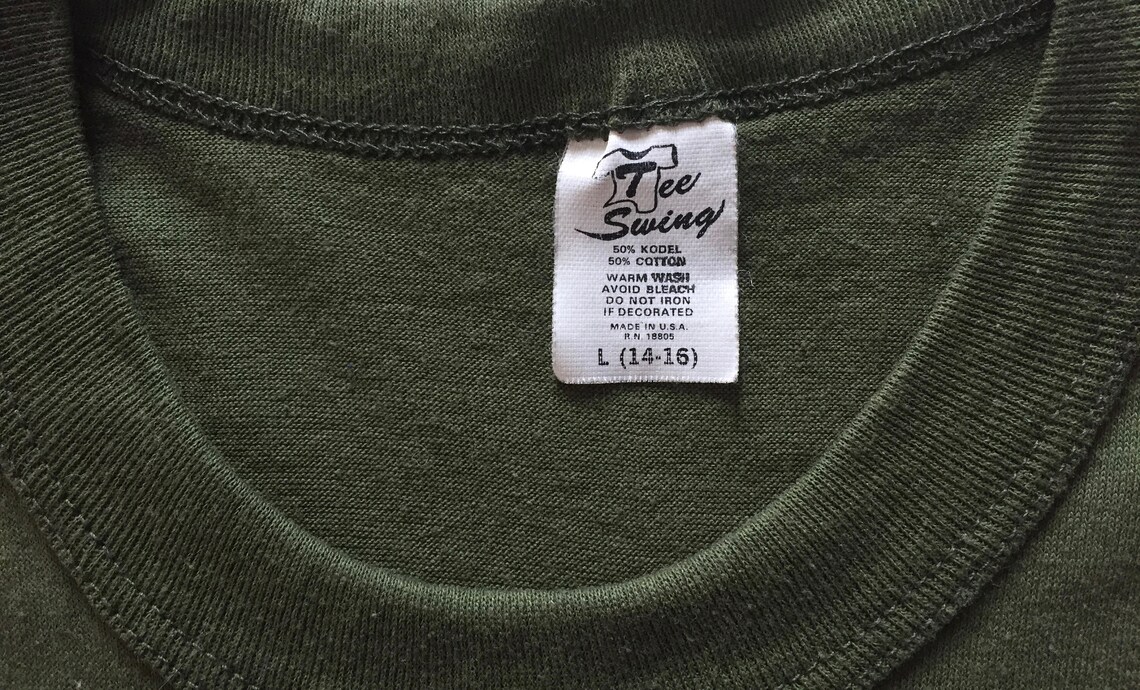 Tee
Swing
50% KODEL
50% COTTON
WARM WASH
AVOID BLEACH
DO NOT IRON
IF DECORATED
MADE IN U.S.A.
R.N. 18805
L (14-16)